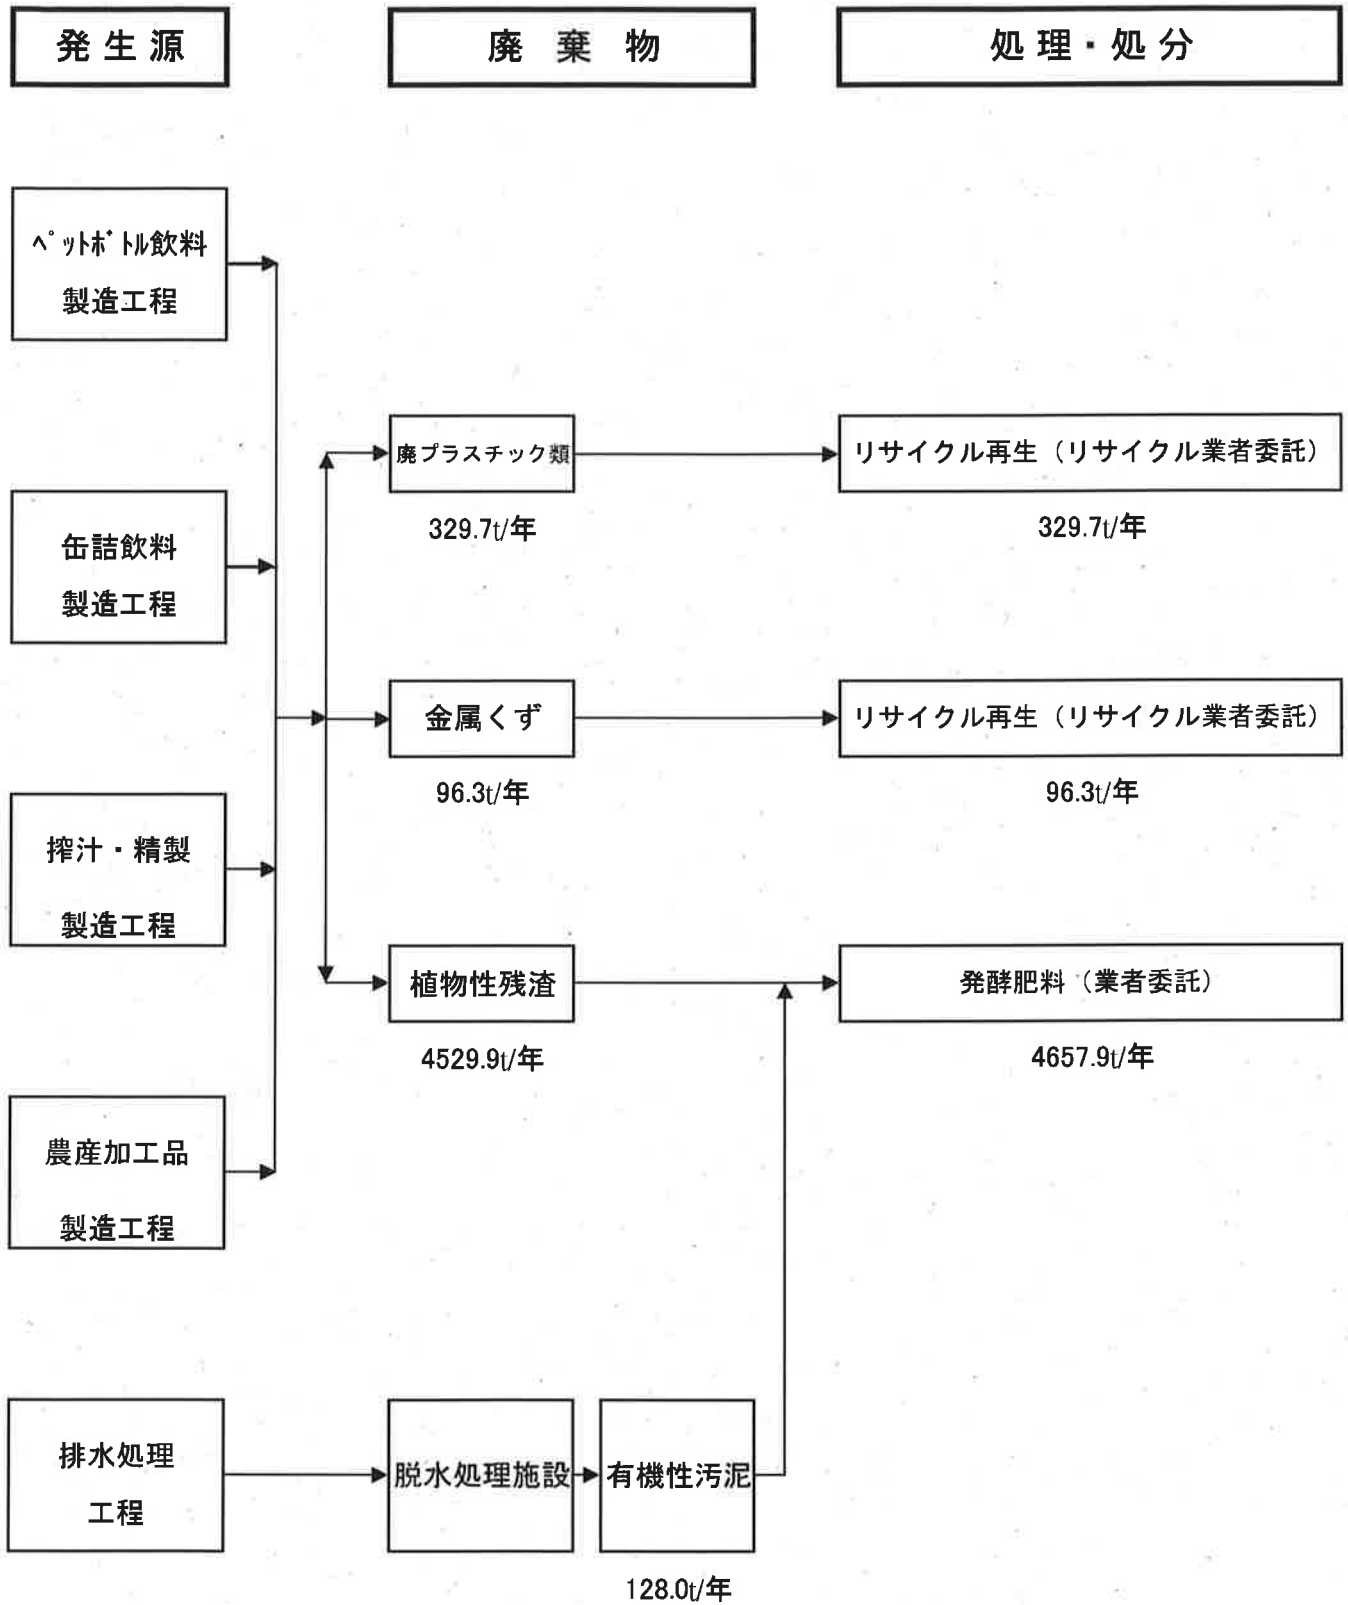 発生源
廃棄物
処理・処分
ﾍﾟｯﾄﾎﾞﾄﾙ飲料
製造工程
缶詰飲料
製造工程
搾汁・精製
製造工程
農産加工品
製造工程
排水処理
工程
廃プラスチック類
329.7t/年
リサイクル再生（リサイクル業者委託）
329.7t/年
金属くず
96.3t/年
リサイクル再生（リサイクル業者委託）
96.3t/年
植物性残渣
4529.9t/年
発酵肥料（業者委託）
4657.9t/年
脱水処理施設
有機性汚泥
128.0t/年